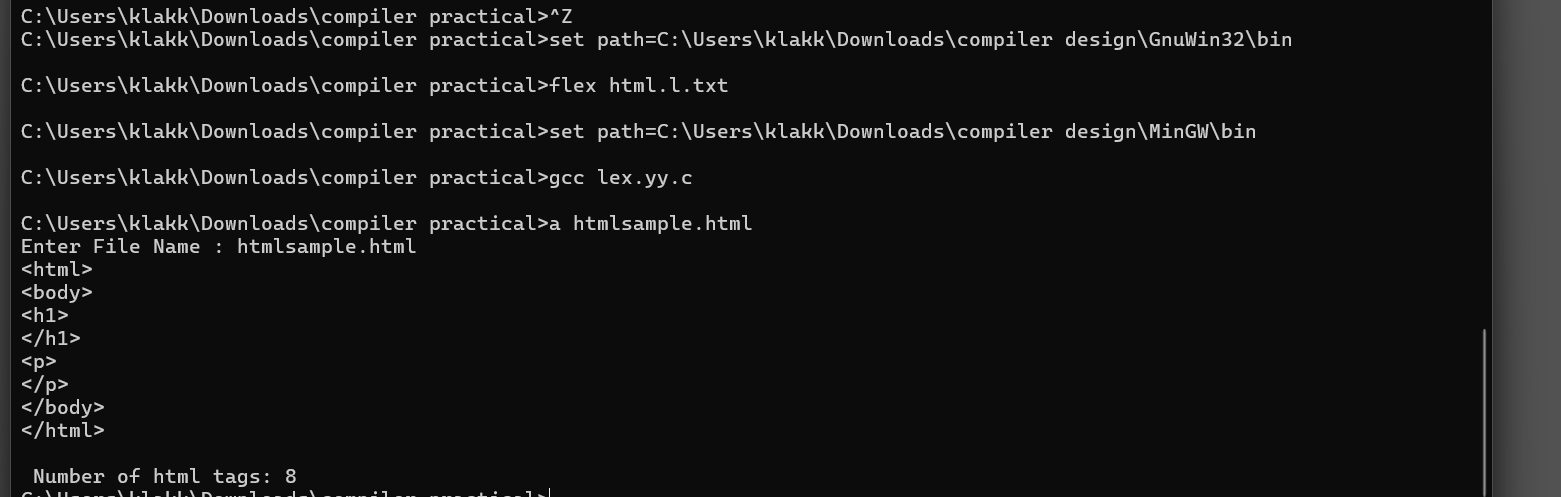 C:\Users\klakk\Downloads\compiler practical>^Z
C:\Users\klakk\Downloads\compiler practical>set path=C:\Users\klakk\Downloads\compiler design\GnuWin32\bin
C:\Users\klakk\Downloads\compiler practical>flex html.l.txt
C:\Users\klakk\Downloads\compiler practical>set path=C:\Users\klakk\Downloads\compiler design\MinGW\bin
C:\Users\klakk\Downloads\compiler practical>gcc lex.yy.c
C:\Users\klakk\Downloads\compiler practical>a htmlsample.html
Enter File Name : htmlsample.html
<html>
<body>
<h1>
</h1>
<p>
</p>
</body>
</html>
 Number of html tags: 8
C:\Users\klakk\Downloads\compiler practical>